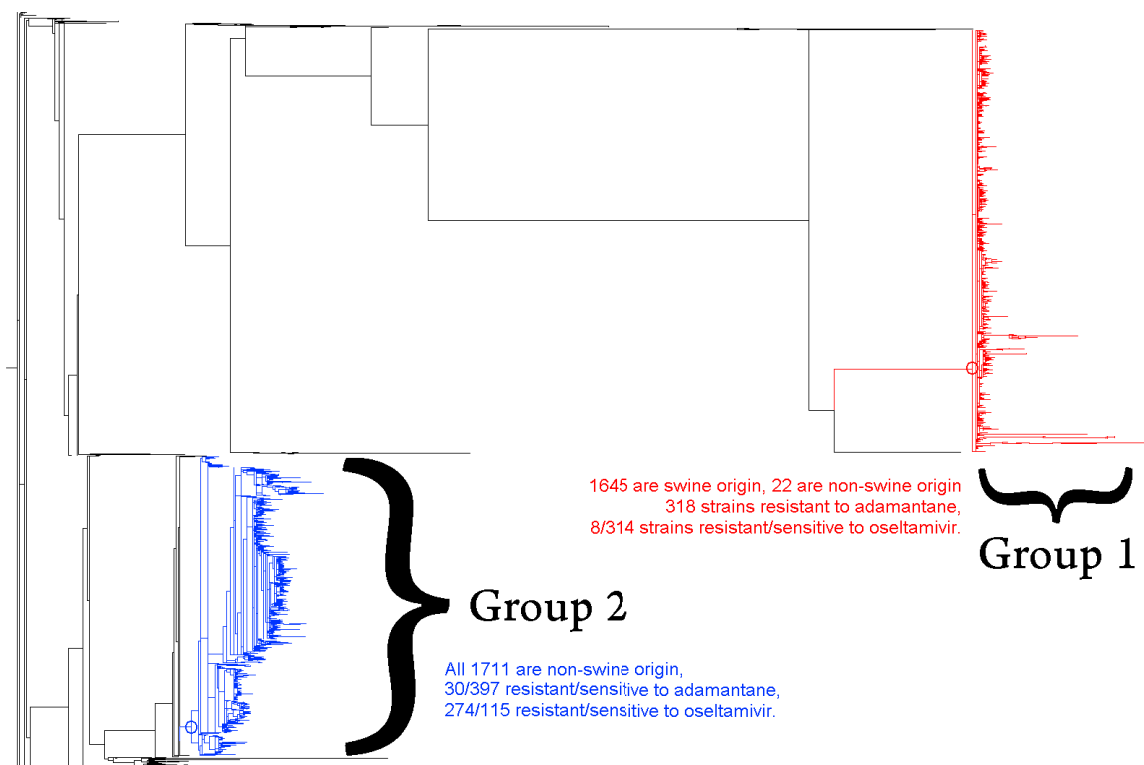 1645 are swine origin, 22 are non-swine origin
318 strains resistant to adamantane,
8/314 strains resistant/sensitive to oseltamivir.
Group 1
Group 2
All 1711 are non-swine origin,
30/397 resistant/sensitive to adamantane,
274/115 resistant/sensitive to oseltamivir.